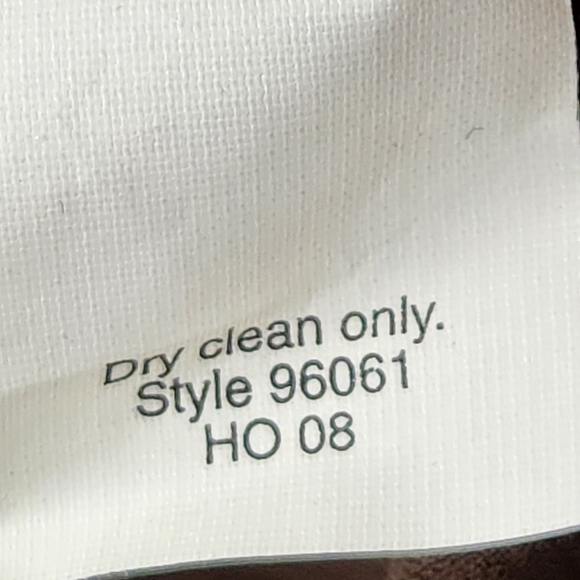 Dry clean only.
Style 96061
HO 08